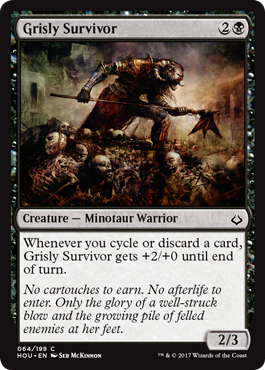 Grisly Survivor 2
Creature — Minotaur Warrior
Whenever you cycle or discard a card,
Grisly Survivor gets +2/+0 until end
of turn.
No cartouches to earn. No afterlife to
enter. Only the glory of a well-struck
blow and the growing pile of felled
enemies at her feet.
2/3
064/199 C
HOU • EN Seb McKinnon
™ & © 2017 Wizards of the Coast